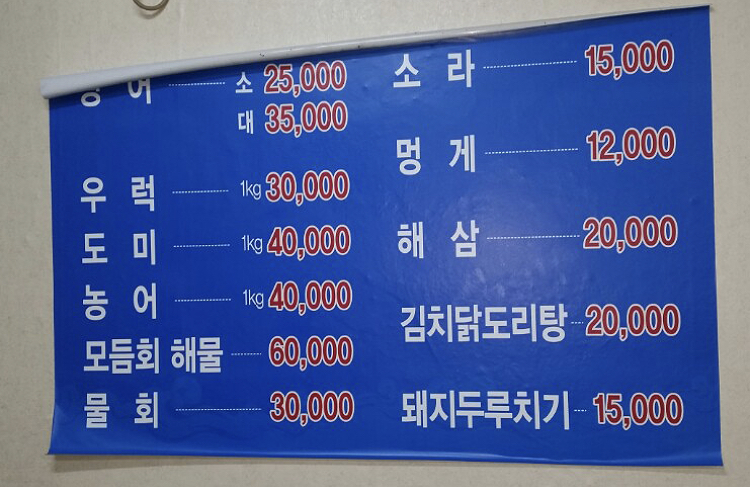 어 소 25,000
대 35,000
우럭 1kg 30,000
도미 1kg 40,000
농어 1kg 40,000
모듬회 해물 60,000
물회 30,000
소라 15,000
멍게 12,000
해삼 20,000
김치닭도리탕 20,000
돼지두루치기 15,000